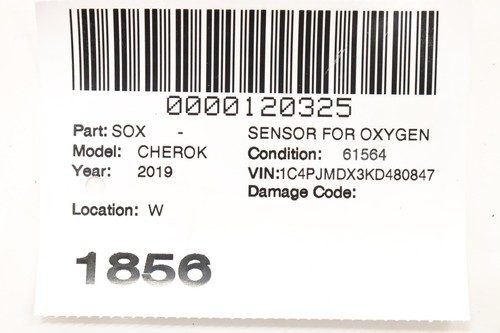 0000120325
Part: SOX - SENSOR FOR OXYGEN
Model: CHEROK Condition: 61564
Year: 2019 VIN:1C4PJMDX3KD480847
Damage Code:
Location: W
1856